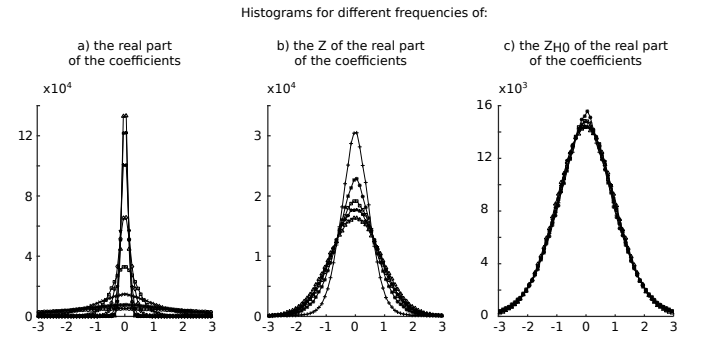 Histograms for different frequencies of:
a) the real part
of the coefficients
b) the Z of the real part
of the coefficients
c) the ZH0 of the real part
of the coefficients
x10⁴
12
8
4
0
-3 -2 -1 0 1 2 3
x10⁴
3
2
1
0
-3 -2 -1 0 1 2 3
x10³
16
12
8
4
0
-3 -2 -1 0 1 2 3